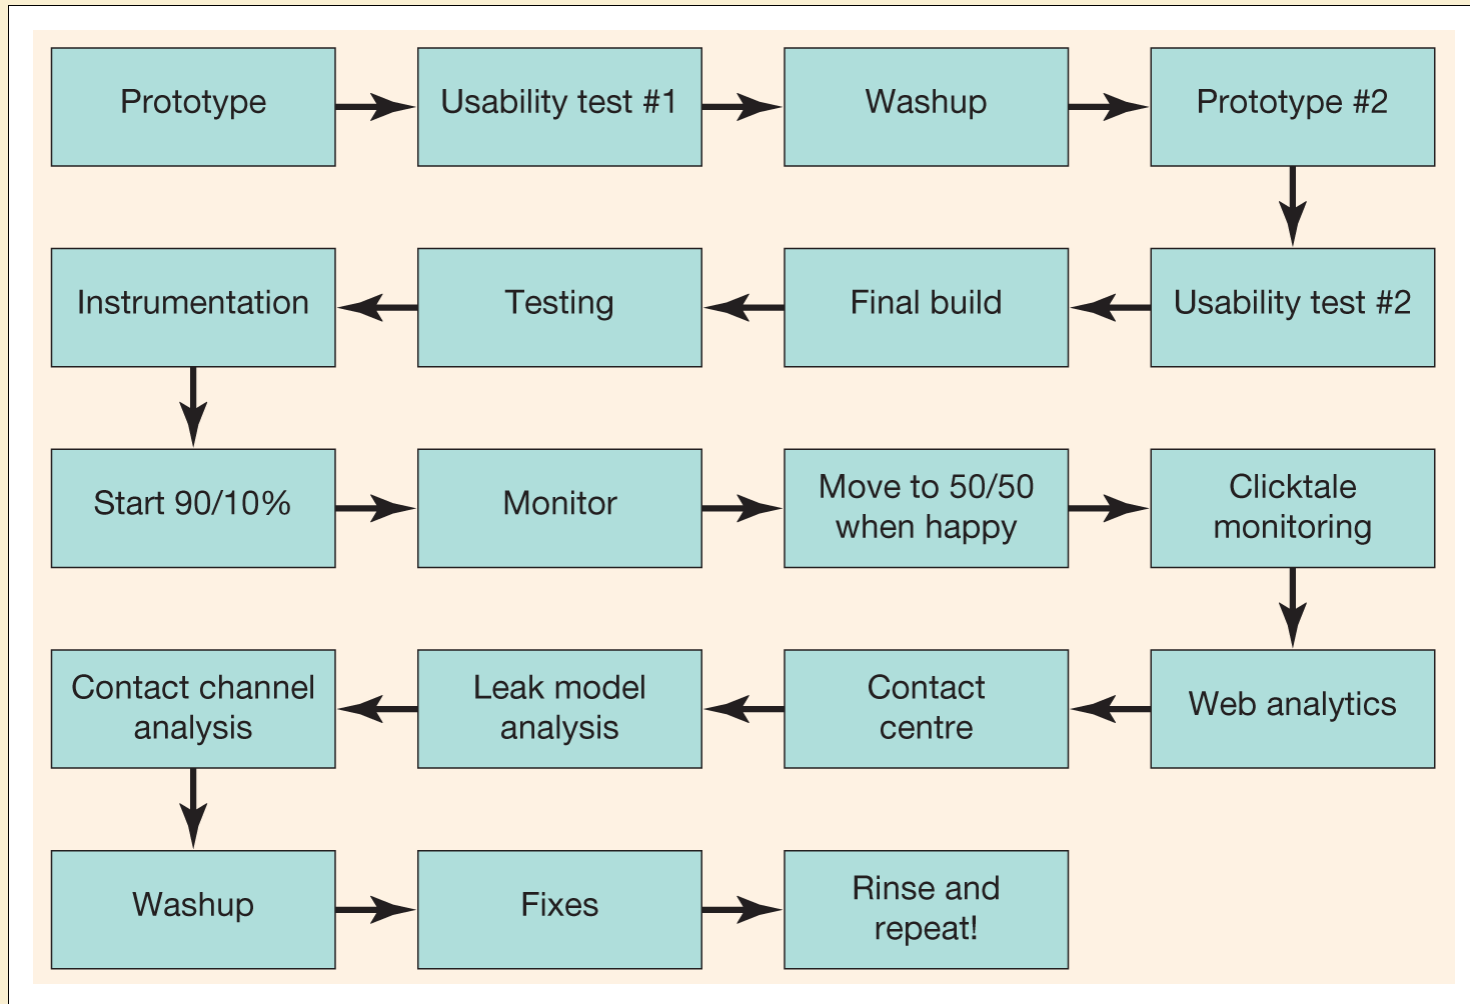 Prototype
Usability test #1
Washup
Prototype #2
Usability test #2
Final build
Testing
Instrumentation
Start 90/10%
Monitor
Move to 50/50
when happy
Clicktale
monitoring
Web analytics
Contact
centre
Leak model
analysis
Contact channel
analysis
Washup
Fixes
Rinse and
repeat!